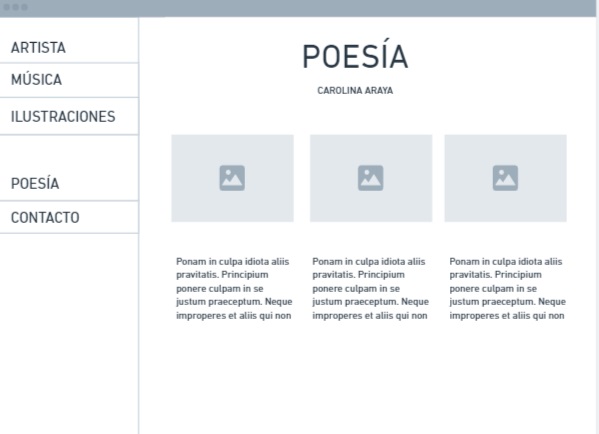 ARTISTA
MÚSICA
ILUSTRACIONES
POESÍA
CONTACTO
POESÍA
CAROLINA ARAYA
Ponam in culpa idiota aliis
pravitatis. Principium
ponere culpam in se
justum praeceptum. Neque
improperes et aliis qui non
Ponam in culpa idiota aliis
pravitatis. Principium
ponere culpam in se
justum praeceptum. Neque
improperes et aliis qui non
Ponam in culpa idiota aliis
pravitatis. Principium
ponere culpam in se
justum praeceptum. Neque
improperes et aliis qui non